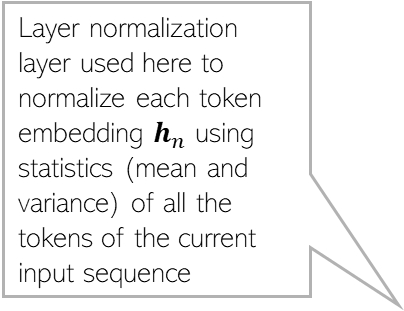 Layer normalization
layer used here to
normalize each token
embedding 𝒉ₙ using
statistics (mean and
variance) of all the
tokens of the current
input sequence